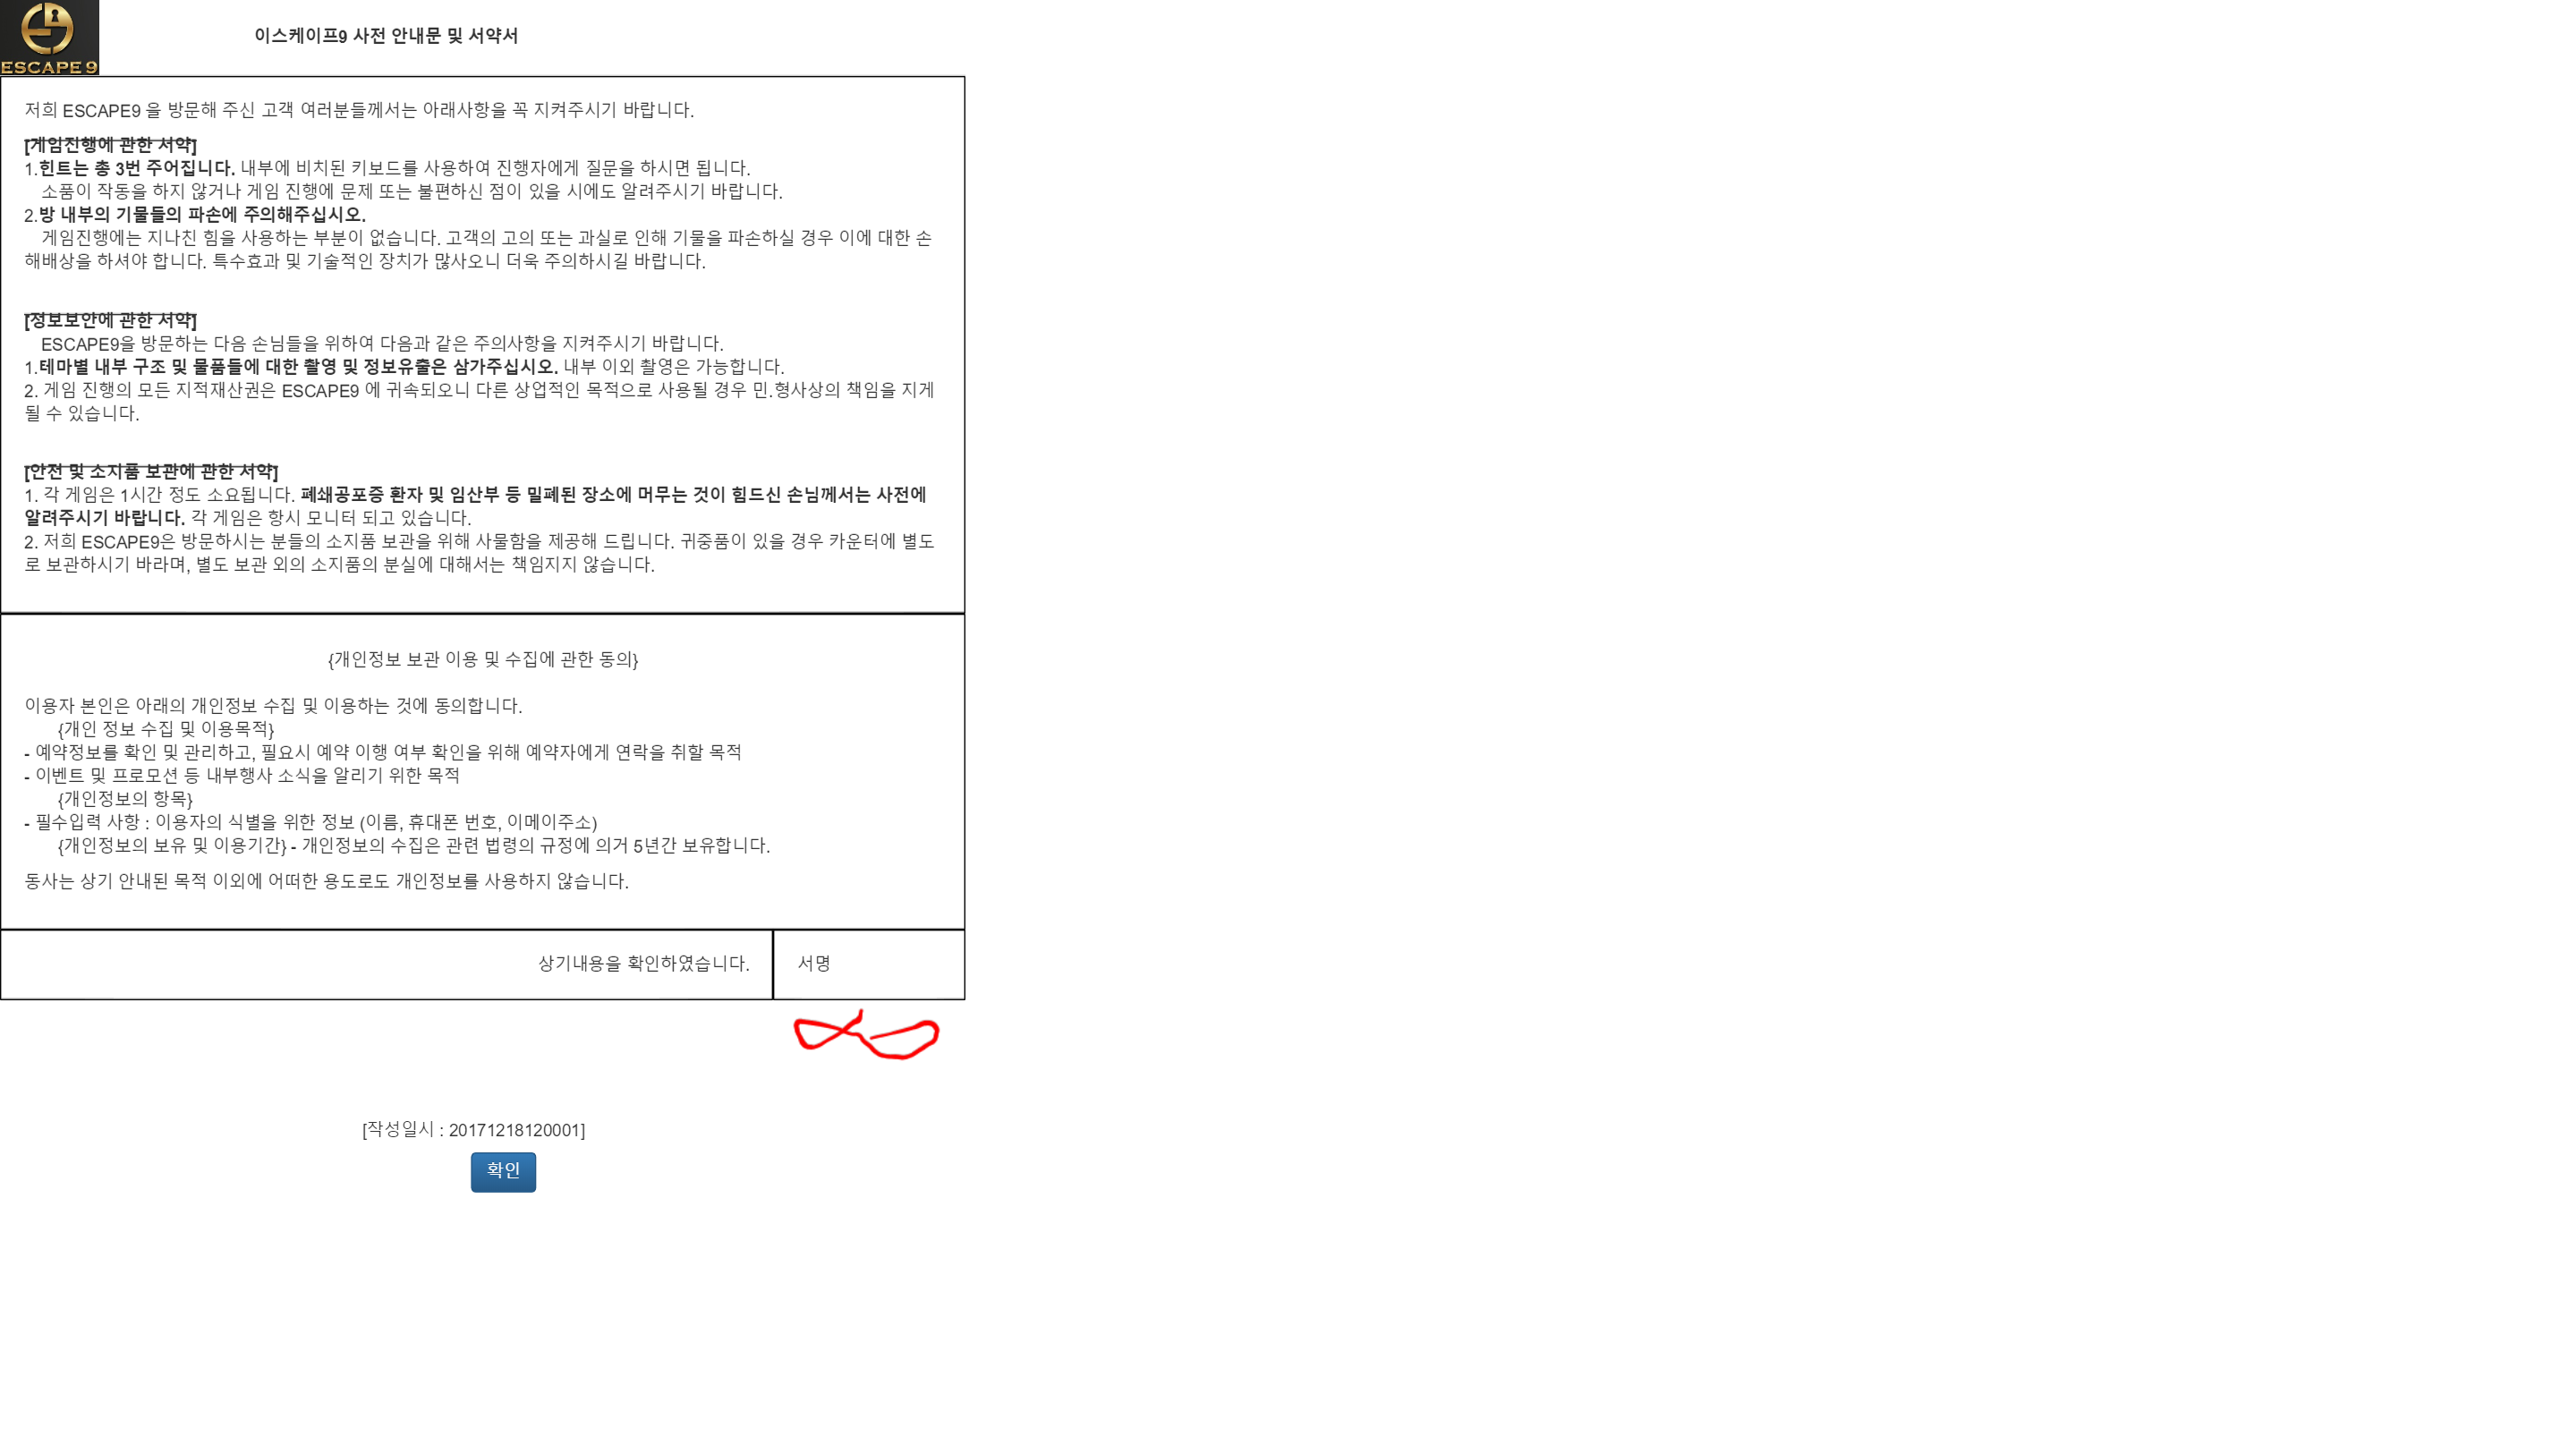 ESCAPE 9
이스케이프9 사전 안내문 및 서약서
저희 ESCAPE9 을 방문해 주신 고객 여러분들께서는 아래사항을 꼭 지켜주시기 바랍니다.
[게임진행에 관한 서약]
1.힌트는 총 3번 주어집니다. 내부에 비치된 키보드를 사용하여 진행자에게 질문을 하시면 됩니다.
소품이 작동을 하지 않거나 게임 진행에 문제 또는 불편하신 점이 있을 시에도 알려주시기 바랍니다.
2.방 내부의 기물들의 파손에 주의해주십시오.
게임진행에는 지나친 힘을 사용하는 부분이 없습니다. 고객의 고의 또는 과실로 인해 기물을 파손하실 경우 이에 대한 손
해배상을 하셔야 합니다. 특수효과 및 기술적인 장치가 많사오니 더욱 주의하시길 바랍니다.
[정보보안에 관한 서약]
ESCAPE9을 방문하는 다음 손님들을 위하여 다음과 같은 주의사항을 지켜주시기 바랍니다.
1.테마별 내부 구조 및 물품들에 대한 촬영 및 정보유출은 삼가주십시오. 내부 이외 촬영은 가능합니다.
2. 게임 진행의 모든 지적재산권은 ESCAPE9 에 귀속되오니 다른 상업적인 목적으로 사용될 경우 민.형사상의 책임을 지게
될 수 있습니다.
[안전 및 소지품 보관에 관한 서약]
1. 각 게임은 1시간 정도 소요됩니다. 폐쇄공포증 환자 및 임산부 등 밀폐된 장소에 머무는 것이 힘드신 손님께서는 사전에
알려주시기 바랍니다. 각 게임은 항시 모니터 되고 있습니다.
2. 저희 ESCAPE9은 방문하시는 분들의 소지품 보관을 위해 사물함을 제공해 드립니다. 귀중품이 있을 경우 카운터에 별도
로 보관하시기 바라며, 별도 보관 외의 소지품의 분실에 대해서는 책임지지 않습니다.
{개인정보 보관 이용 및 수집에 관한 동의}
이용자 본인은 아래의 개인정보 수집 및 이용하는 것에 동의합니다.
{개인 정보 수집 및 이용목적}
- 예약정보를 확인 및 관리하고, 필요시 예약 이행 여부 확인을 위해 예약자에게 연락을 취할 목적
- 이벤트 및 프로모션 등 내부행사 소식을 알리기 위한 목적
{개인정보의 항목}
- 필수입력 사항 : 이용자의 식별을 위한 정보 (이름, 휴대폰 번호, 이메이주소)
{개인정보의 보유 및 이용기간} - 개인정보의 수집은 관련 법령의 규정에 의거 5년간 보유합니다.
동사는 상기 안내된 목적 이외에 어떠한 용도로도 개인정보를 사용하지 않습니다.
상기내용을 확인하였습니다. 서명
[작성일시 : 20171218120001]
확인